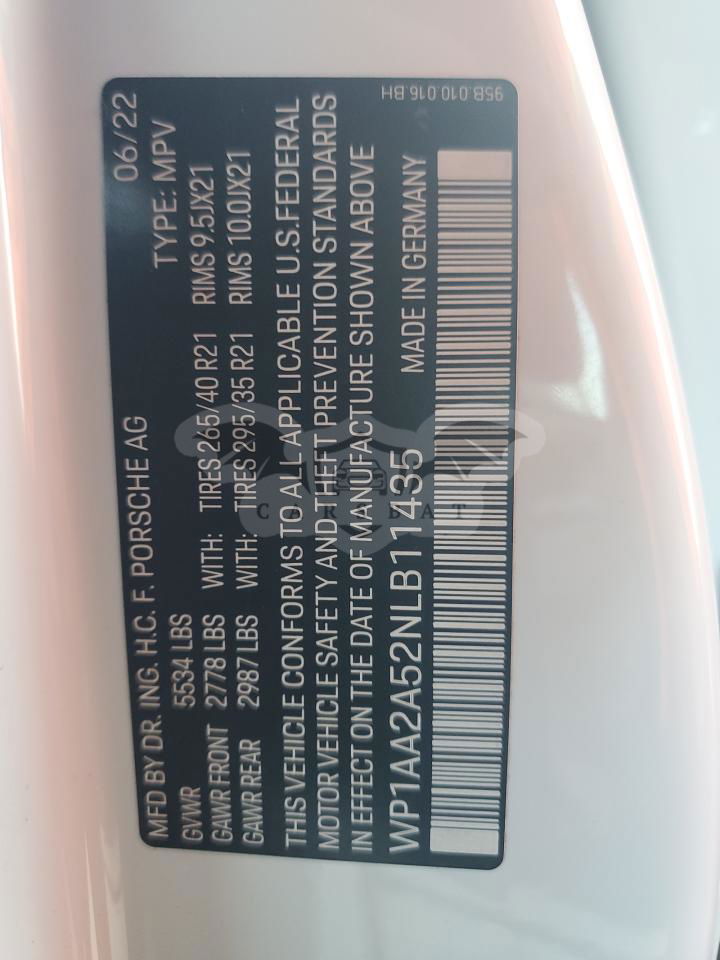 MFD BY DR. ING. H.C. F. PORSCHE AG 06/22
GVWR 5534 LBS TYPE: MPV
GAWR FRONT 2778 LBS WITH: TIRES 265/40 R21 RIMS 9.5JX21
GAWR REAR 2987 LBS WITH: TIRES 295/35 R21 RIMS 10.0JX21
THIS VEHICLE CONFORMS TO ALL APPLICABLE U.S.FEDERAL
MOTOR VEHICLE SAFETY AND THEFT PREVENTION STANDARDS
IN EFFECT ON THE DATE OF MANUFACTURE SHOWN ABOVE
WP1AA2A52NLB11435 MADE IN GERMANY
95B.010.016.BH
CARABAT